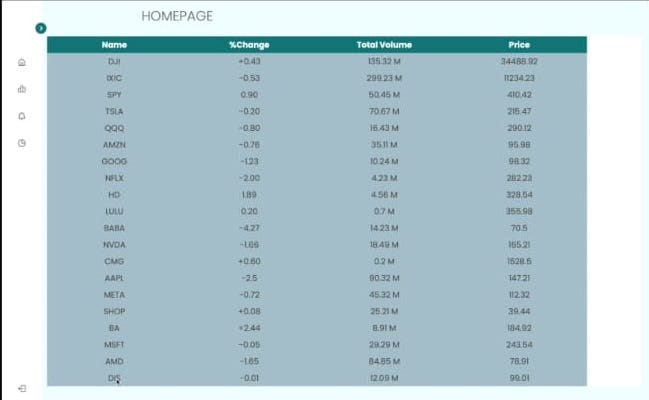 HOMEPAGE
Name %Change Total Volume Price
DJI +0.43 135.32 M 34488.92
IXIC -0.53 299.23 M 11234.23
SPY 0.90 50.45 M 410.42
TSLA -0.20 70.67 M 215.47
QQQ -0.80 16.43 M 290.12
AMZN -0.76 35.11 M 95.98
GOOG -1.23 10.24 M 98.32
NFLX -2.00 4.23 M 282.23
HD 1.89 4.56 M 328.54
LULU 0.20 0.7 M 355.98
BABA -4.27 14.23 M 70.5
NVDA -1.66 18.49 M 165.21
CMG +0.60 0.2 M 1528.5
AAPL -2.5 90.32 M 147.21
META -0.72 45.32 M 112.32
SHOP +0.08 25.21 M 39.44
BA +2.44 8.91 M 184.92
MSFT -0.05 29.29 M 243.54
AMD -1.65 84.85 M 78.91
DIS -0.01 12.09 M 99.01